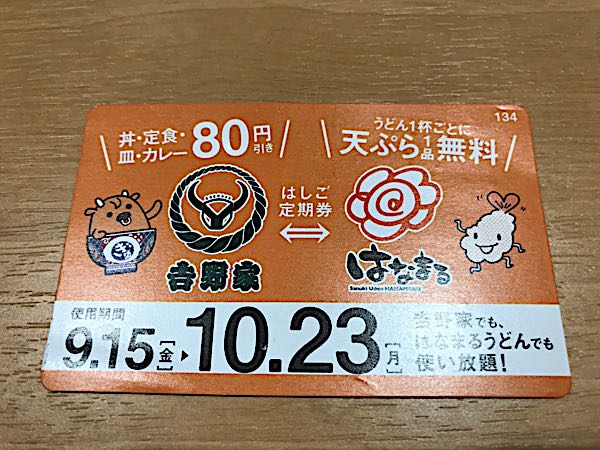 134
丼・定食・皿・カレー 80円引き
うどん1杯ごとに
天ぷら1品無料
はしご
定期券
吉野家
はなまる
Sanuki Udon HANAMARU
使用期間
9.15[金]▶10.23[月]
吉野家でも、
はなまるうどんでも
使い放題!